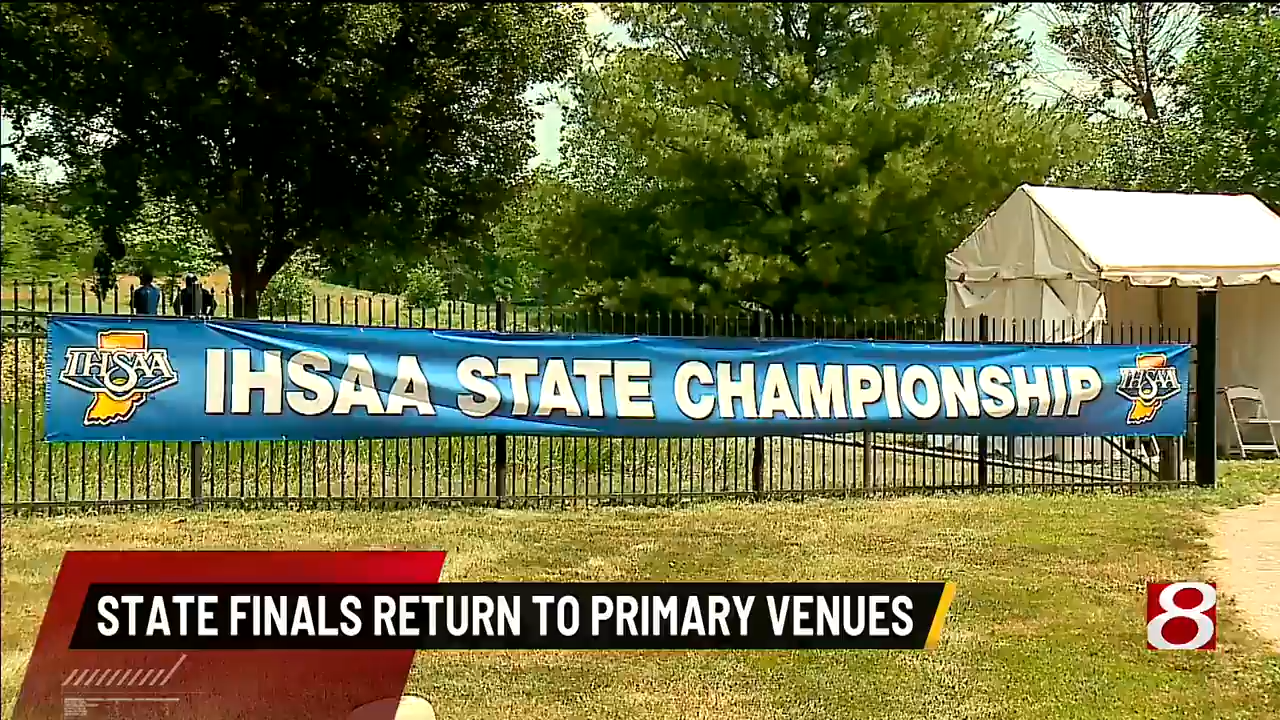 IHSAA
IHSAA STATE CHAMPIONSHIP
IHSAA
STATE FINALS RETURN TO PRIMARY VENUES
8